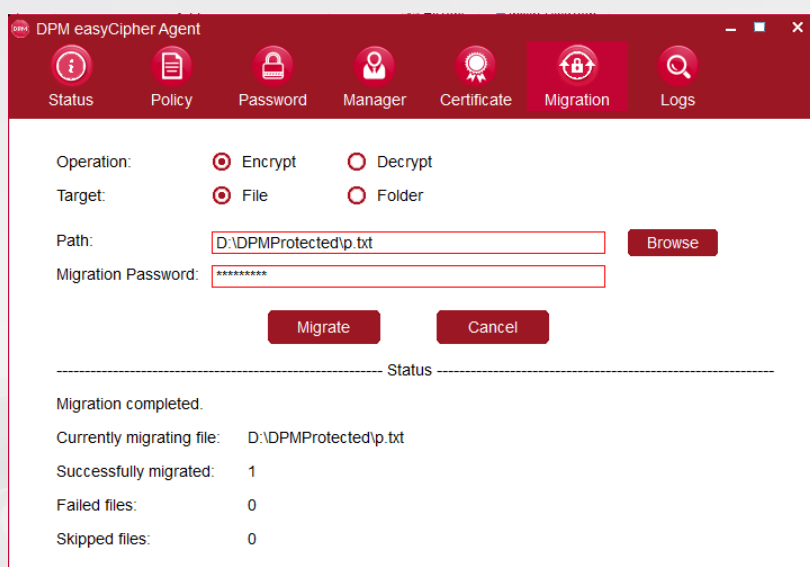 DPM DPM easyCipher Agent
Status Policy Password Manager Certificate Migration Logs
Operation: Encrypt Decrypt
Target: File Folder
Path: D:\DPMProtected\p.txt Browse
Migration Password: *********
Migrate Cancel
Status
Migration completed.
Currently migrating file: D:\DPMProtected\p.txt
Successfully migrated: 1
Failed files: 0
Skipped files: 0